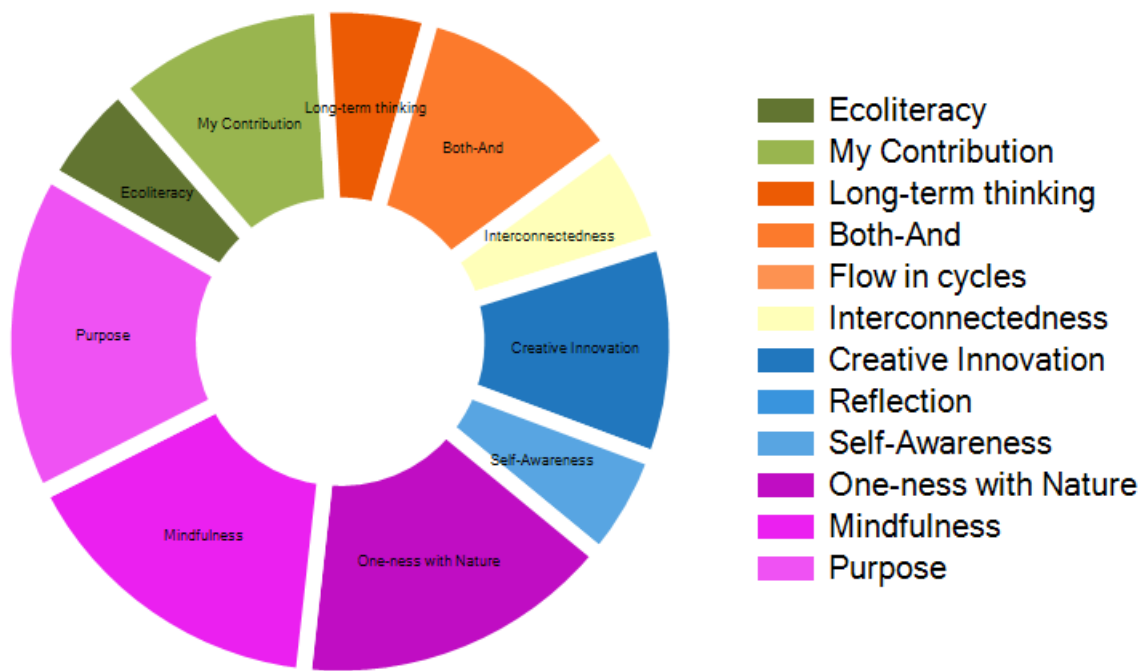 Long-term thinking
My Contribution
Both-And
Ecoliteracy
Interconnectedness
Purpose
Creative Innovation
Self-Awareness
Mindfulness
One-ness with Nature
Ecoliteracy
My Contribution
Long-term thinking
Both-And
Flow in cycles
Interconnectedness
Creative Innovation
Reflection
Self-Awareness
One-ness with Nature
Mindfulness
Purpose